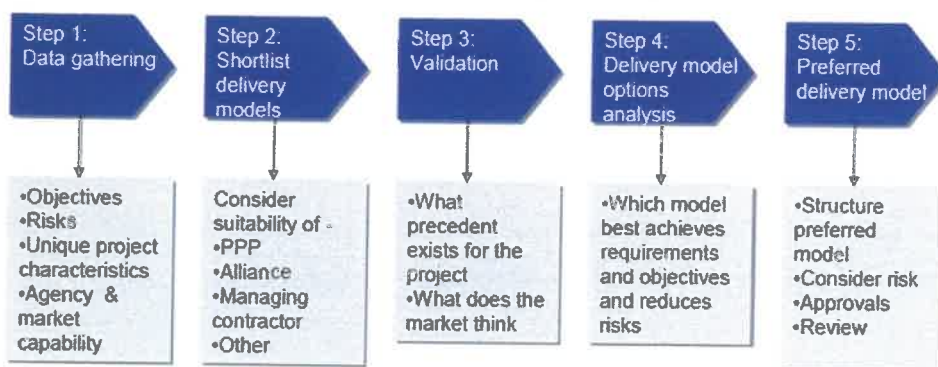 Step 1:
Data gathering
Step 2:
Shortlist
delivery
models
Step 3:
Validation
Step 4:
Delivery model
options
analysis
Step 5:
Preferred
delivery model
•Objectives
•Risks
•Unique project
characteristics
•Agency &
market
capability
Consider
suitability of -
•PPP
•Alliance
•Managing
contractor
•Other
•What
precedent
exists for the
project
•What does the
market think
•Which model
best achieves
requirements
and objectives
and reduces
risks
•Structure
preferred
model
•Consider risk
•Approvals
•Review